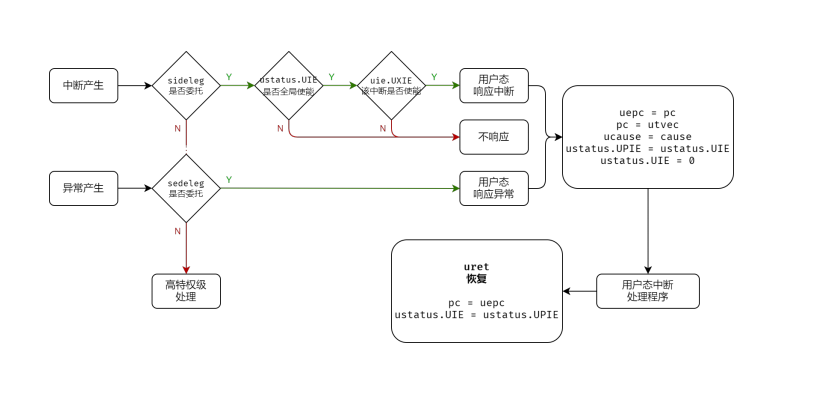 中断产生
sideleg
是否委托
Y
ustatus.UIE
是否全局使能
Y
uie.UXIE
该中断是否使能
Y
用户态
响应中断
N
N
N
不响应
uepc = pc
pc = utvec
ucause = cause
ustatus.UPIE = ustatus.UIE
ustatus.UIE = 0
异常产生
sedeleg
是否委托
Y
用户态
响应异常
N
高特权级
处理
uret
恢复
pc = uepc
ustatus.UIE = ustatus.UPIE
用户态中断
处理程序